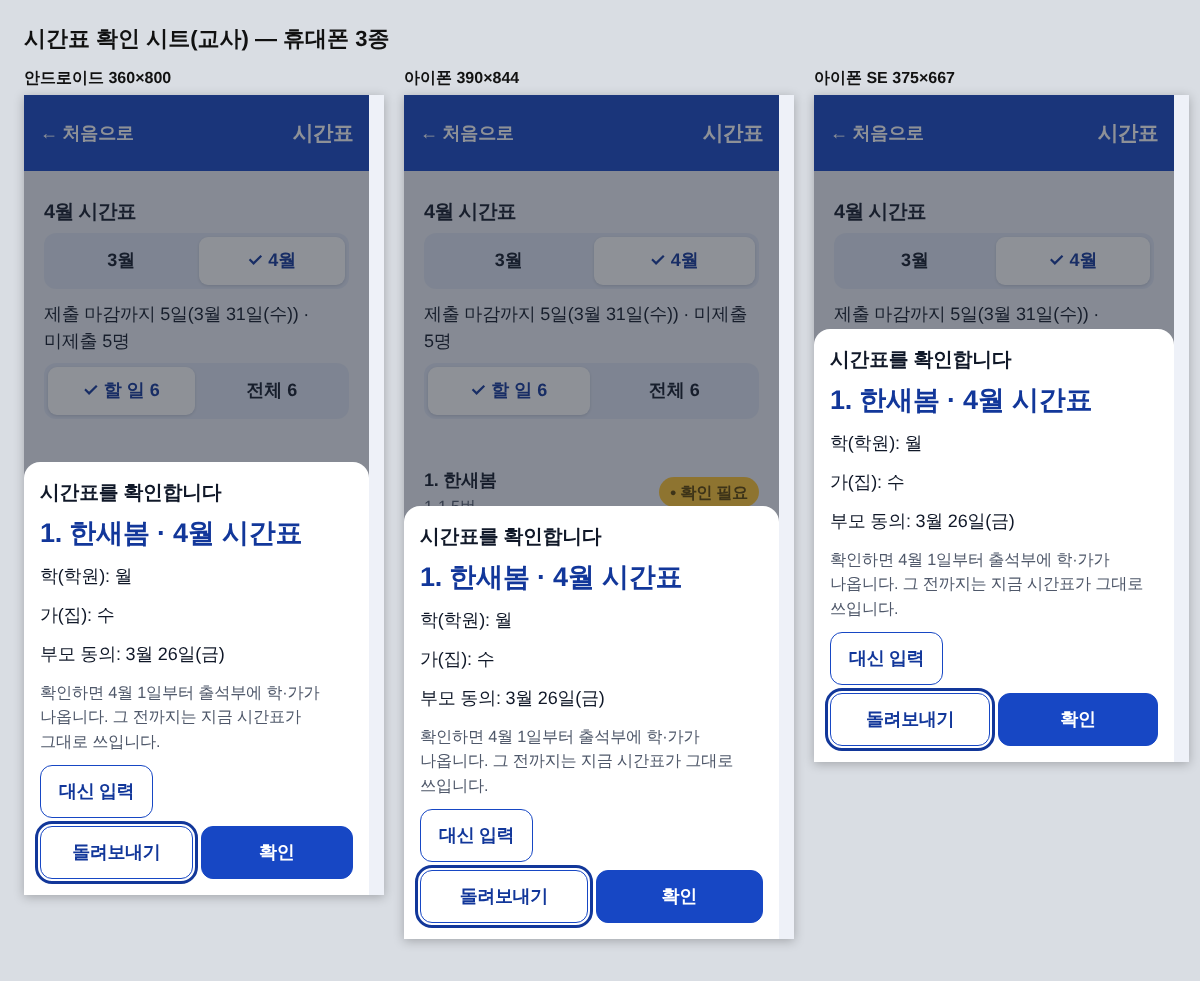 시간표 확인 시트(교사) — 휴대폰 3종
안드로이드 360×800
← 처음으로
시간표
4월 시간표
3월
✓ 4월
제출 마감까지 5일(3월 31일(수)) ·
미제출 5명
✓ 할 일 6
전체 6
시간표를 확인합니다
1. 한새봄 · 4월 시간표
학(학원): 월
가(집): 수
부모 동의: 3월 26일(금)
확인하면 4월 1일부터 출석부에 학·가가
나옵니다. 그 전까지는 지금 시간표가
그대로 쓰입니다.
대신 입력
돌려보내기
확인
아이폰 390×844
← 처음으로
시간표
4월 시간표
3월
✓ 4월
제출 마감까지 5일(3월 31일(수)) · 미제출
5명
✓ 할 일 6
전체 6
1. 한새봄
• 확인 필요
시간표를 확인합니다
1. 한새봄 · 4월 시간표
학(학원): 월
가(집): 수
부모 동의: 3월 26일(금)
확인하면 4월 1일부터 출석부에 학·가가
나옵니다. 그 전까지는 지금 시간표가 그대로
쓰입니다.
대신 입력
돌려보내기
확인
아이폰 SE 375×667
← 처음으로
시간표
4월 시간표
3월
✓ 4월
제출 마감까지 5일(3월 31일(수)) ·
시간표를 확인합니다
1. 한새봄 · 4월 시간표
학(학원): 월
가(집): 수
부모 동의: 3월 26일(금)
확인하면 4월 1일부터 출석부에 학·가가
나옵니다. 그 전까지는 지금 시간표가 그대로
쓰입니다.
대신 입력
돌려보내기
확인